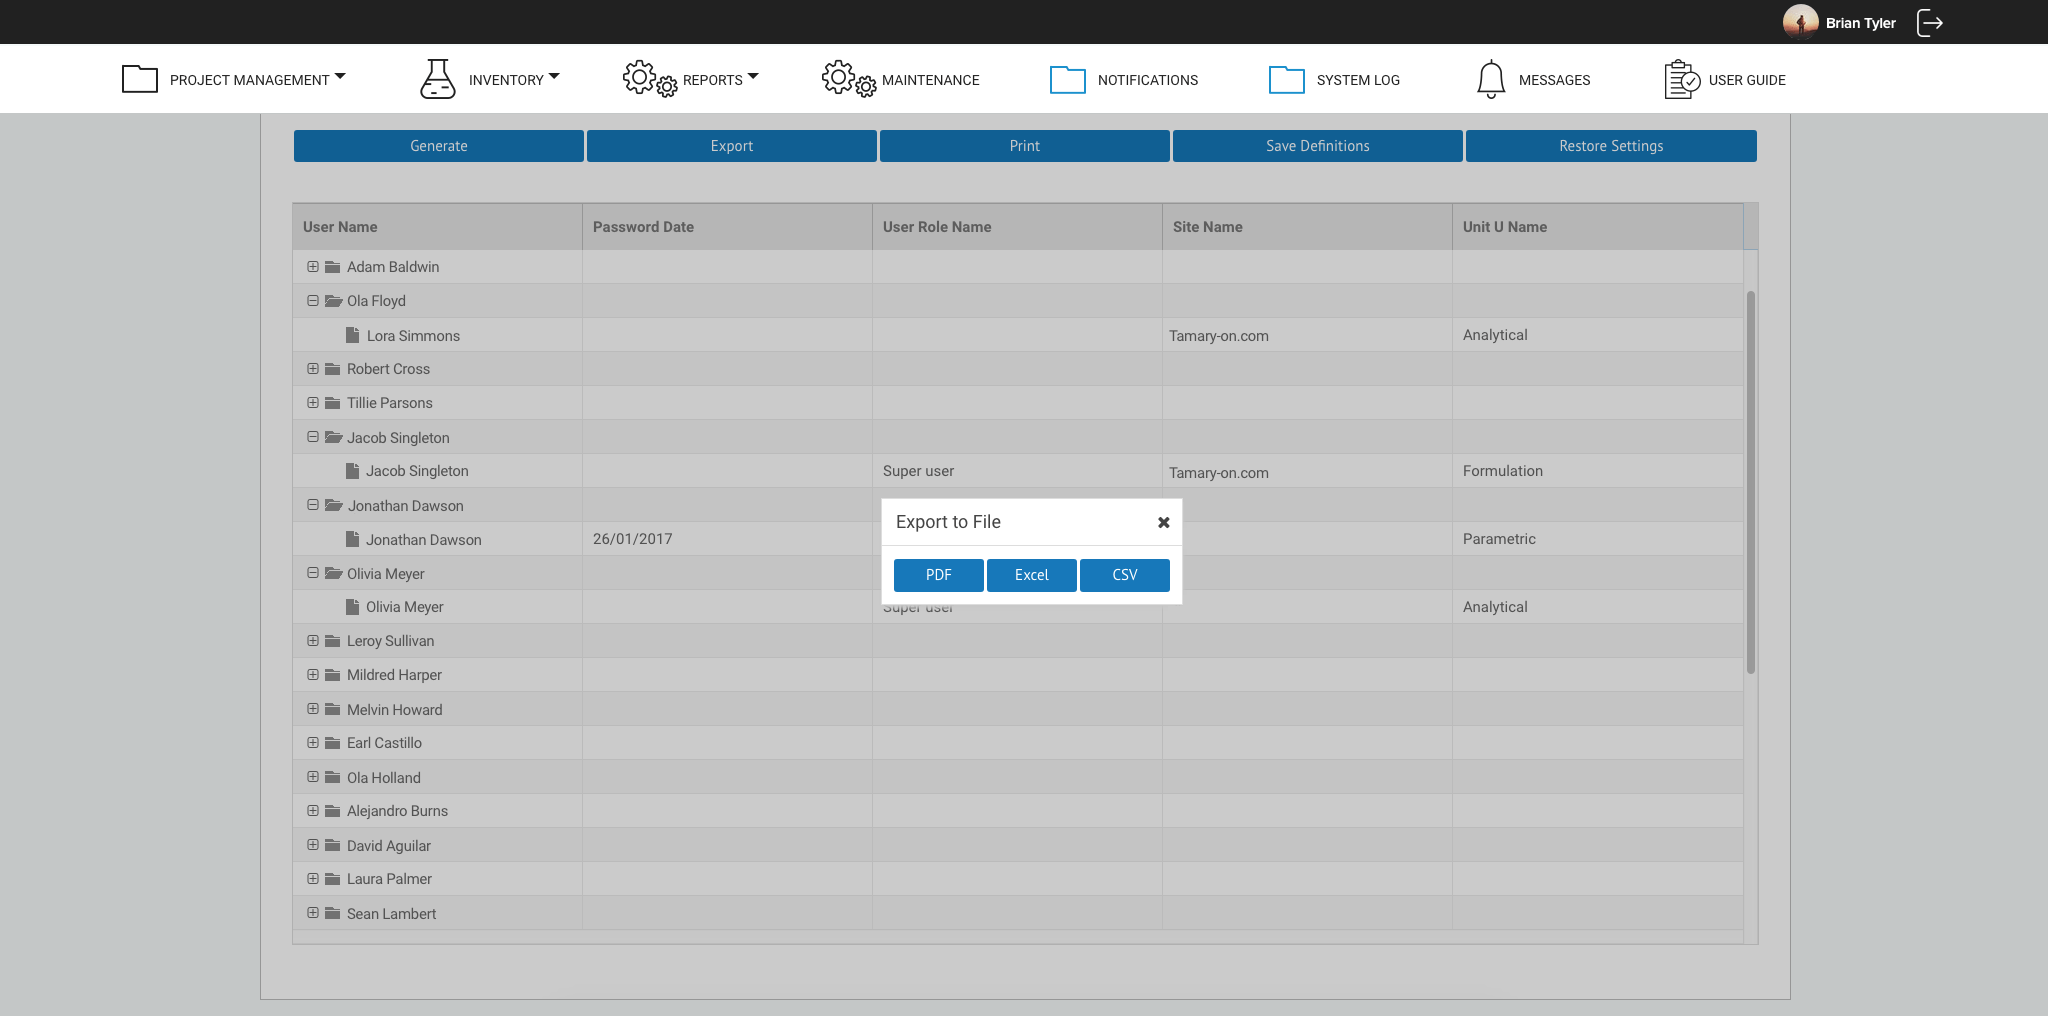 Brian Tyler
PROJECT MANAGEMENT
INVENTORY
REPORTS
MAINTENANCE
NOTIFICATIONS
SYSTEM LOG
MESSAGES
USER GUIDE
Generate
Export
Print
Save Definitions
Restore Settings
User Name Password Date User Role Name Site Name Unit U Name
Adam Baldwin
Ola Floyd
Lora Simmons Tamary-on.com Analytical
Robert Cross
Tillie Parsons
Jacob Singleton
Jacob Singleton Super user Tamary-on.com Formulation
Jonathan Dawson
Jonathan Dawson 26/01/2017 Parametric
Olivia Meyer
Olivia Meyer Super user Analytical
Leroy Sullivan
Mildred Harper
Melvin Howard
Earl Castillo
Ola Holland
Alejandro Burns
David Aguilar
Laura Palmer
Sean Lambert
Export to File
PDF
Excel
CSV